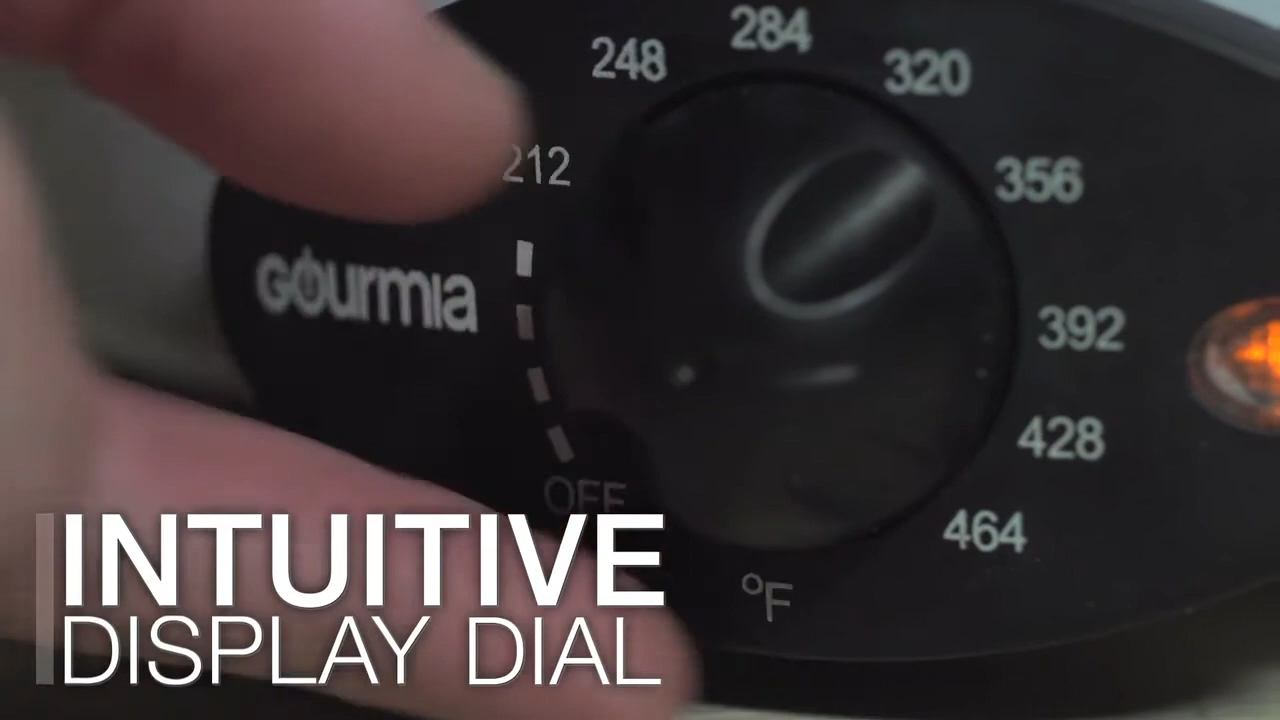 284
248
320
212
356
GOurmia
392
428
OFF
464
°F
INTUITIVE
DISPLAY DIAL